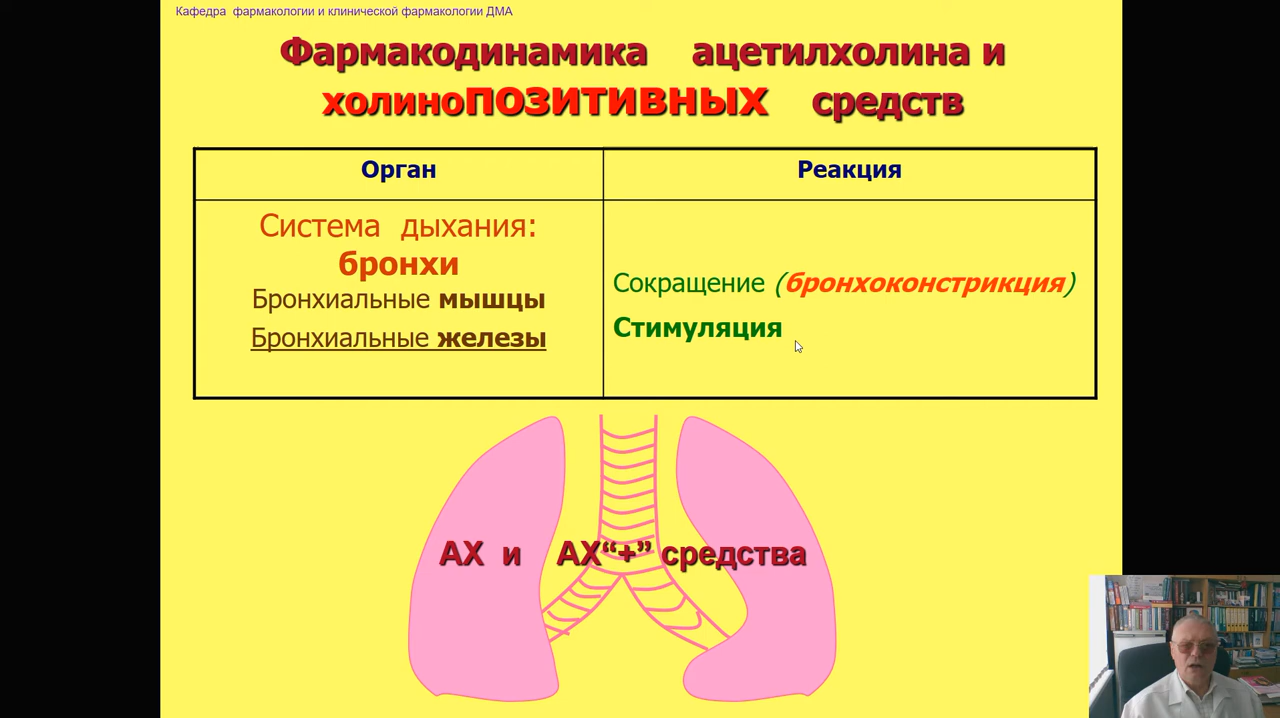 Кафедра фармакологии и клинической фармакологии ДМА
Фармакодинамика ацетилхолина и
холиноПОЗИТИВНЫХ средств
Орган
Реакция
Система дыхания:
бронхи
Бронхиальные мышцы
Бронхиальные железы
Сокращение (бронхоконстрикция)
Стимуляция
АХ и АХ“+” средства